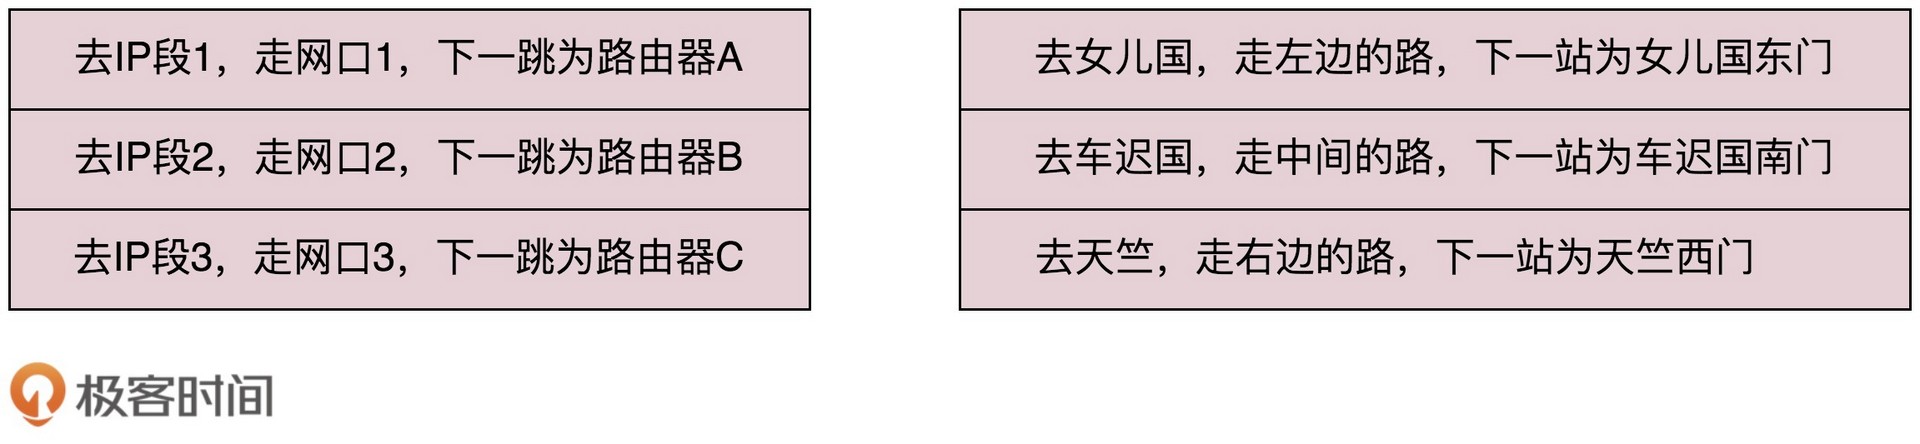 去IP段1，走网口1，下一跳为路由器A
去IP段2，走网口2，下一跳为路由器B
去IP段3，走网口3，下一跳为路由器C
去女儿国，走左边的路，下一站为女儿国东门
去车迟国，走中间的路，下一站为车迟国南门
去天竺，走右边的路，下一站为天竺西门
极客时间